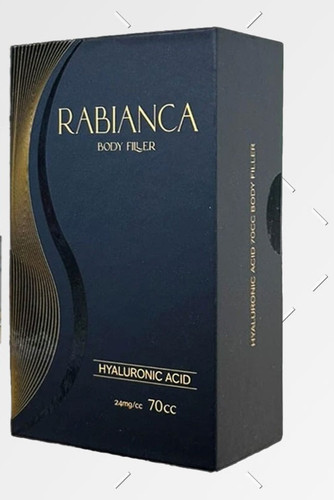 RABIANCA
BODY FILLER
HYALURONIC ACID
24mg/cc 70cc
HYALURONIC ACID 70CC BODY FILLER